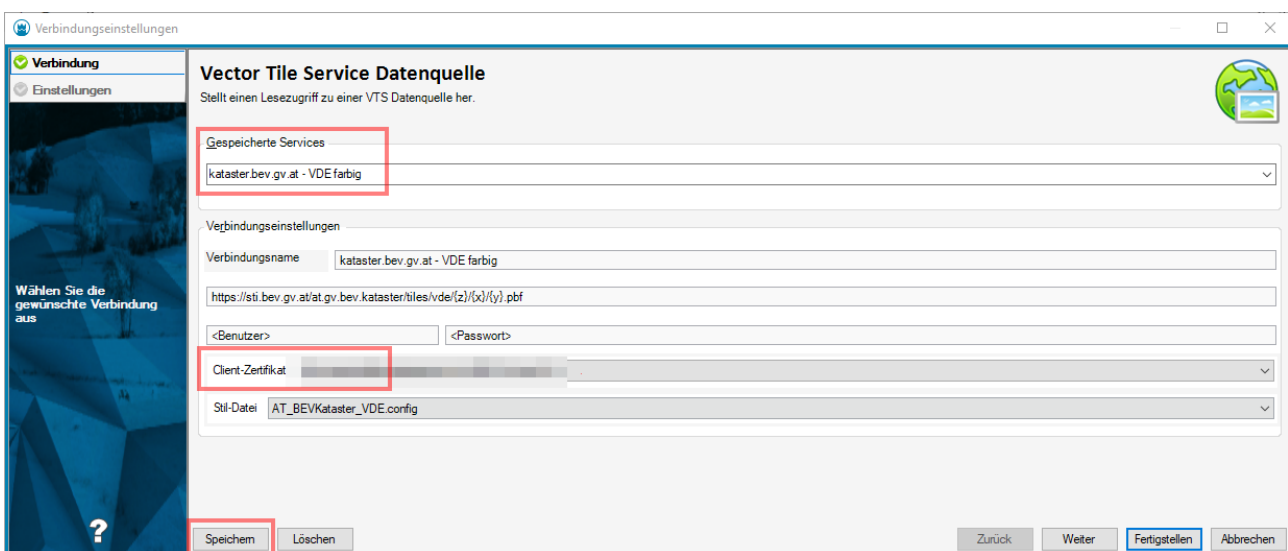 Verbindungseinstellungen
Verbindung
Einstellungen
Wählen Sie die
gewünschte Verbindung
aus
?
Vector Tile Service Datenquelle
Stellt einen Lesezugriff zu einer VTS Datenquelle her.
Gespeicherte Services
kataster.bev.gv.at - VDE farbig
Verbindungseinstellungen
Verbindungsname kataster.bev.gv.at - VDE farbig
https://sti.bev.gv.at/at.gv.bev.kataster/tiles/vde/{z}/{x}/{y}.pbf
<Benutzer> <Passwort>
Client-Zertifikat
Stil-Datei AT_BEVKataster_VDE.config
Speichern Löschen Zurück Weiter Fertigstellen Abbrechen